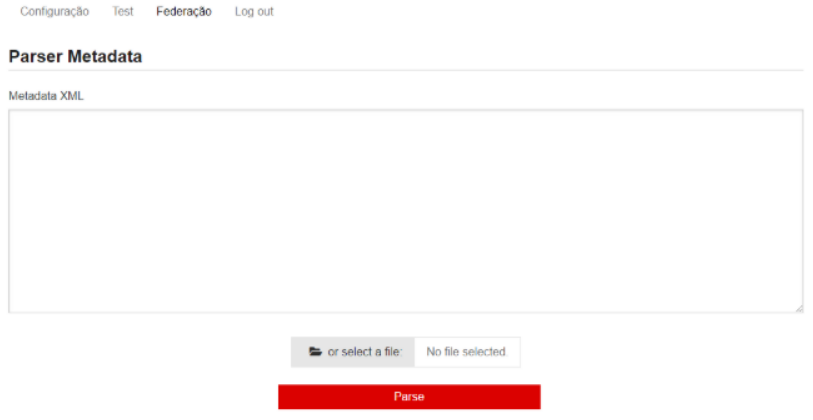 Configuração Test Federação Log out
Parser Metadata
Metadata XML
or select a file: No file selected
Parse